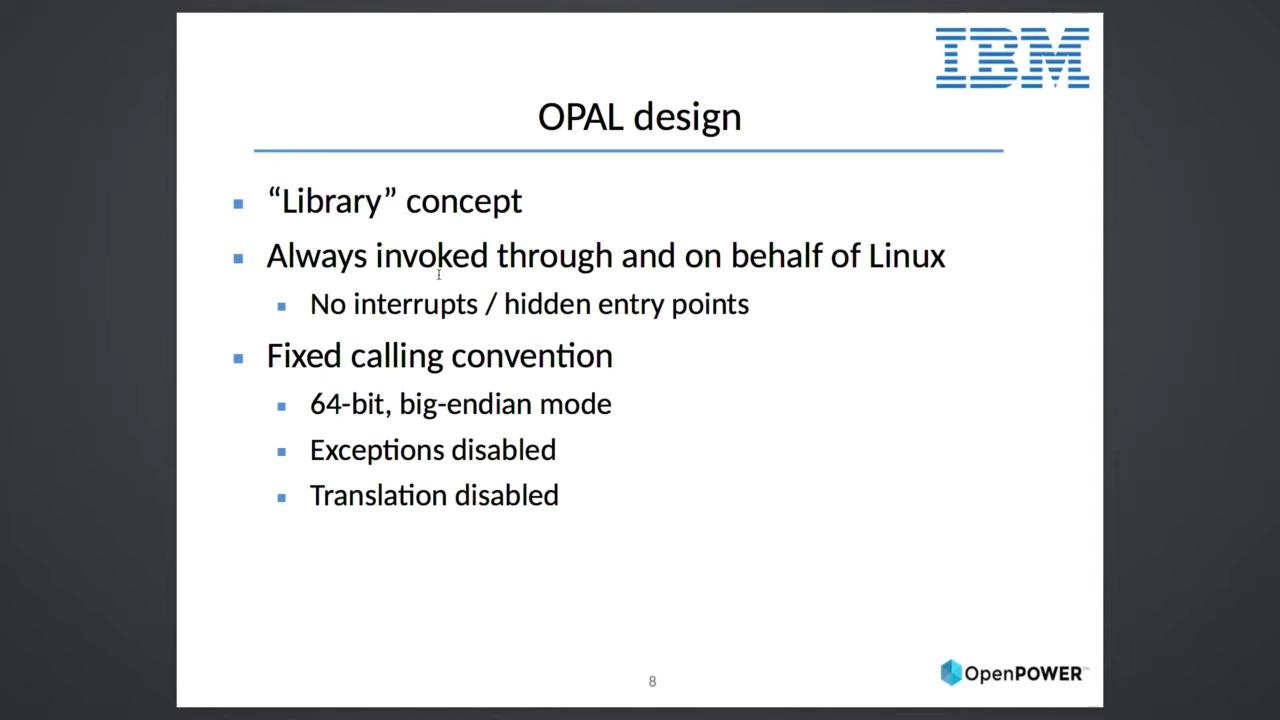 IBM
OPAL design
“Library” concept
Always invoked through and on behalf of Linux
No interrupts / hidden entry points
Fixed calling convention
64-bit, big-endian mode
Exceptions disabled
Translation disabled
8
OpenPOWER™